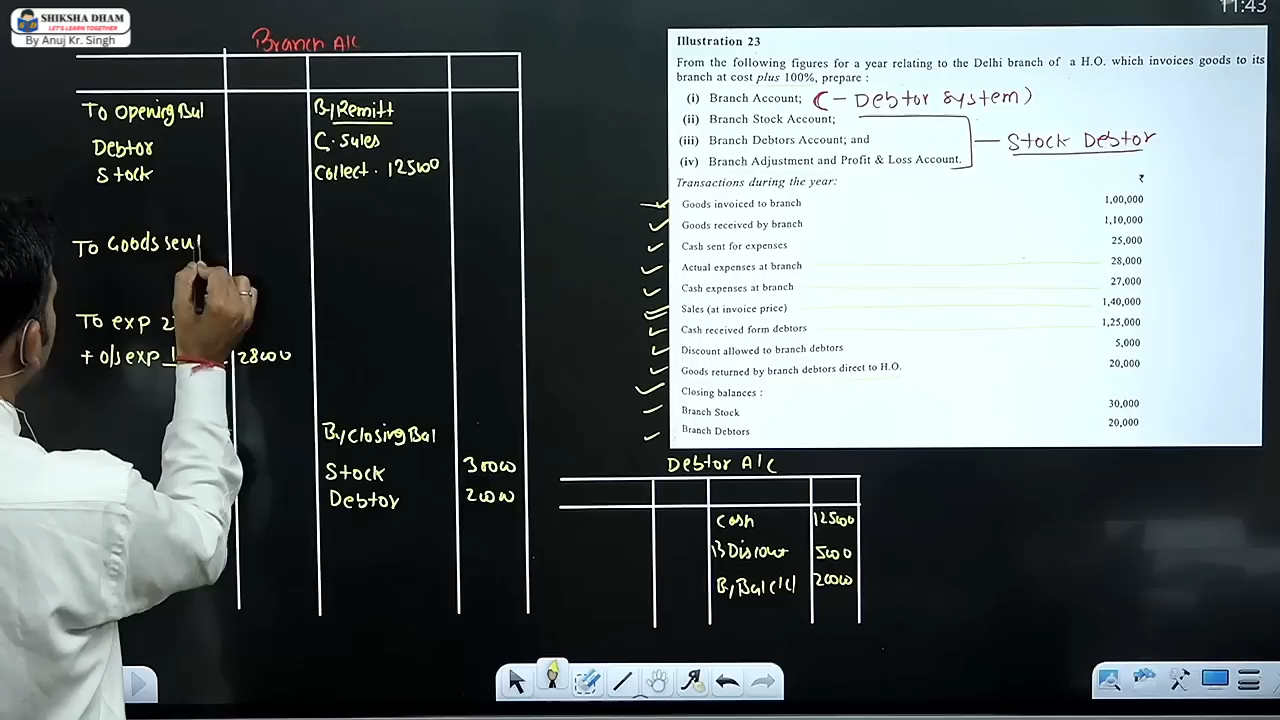 SHIKSHA DHAM
LET'S LEARN TOGETHER
By Anuj Kr. Singh
11:43
Branch A/c
To Opening Bal
Debtor
Stock
To Goods sen
To exp 2
+ o/s exp 28000
By Remitt
C. Sales
Collect. 125000
By Closing Bal
Stock 30000
Debtor 20000
Illustration 23
From the following figures for a year relating to the Delhi branch of a H.O. which invoices goods to its
branch at cost plus 100%, prepare :
(i) Branch Account; (- Debtor System)
(ii) Branch Stock Account;
(iii) Branch Debtors Account; and
(iv) Branch Adjustment and Profit & Loss Account.
Stock Debtor
Transactions during the year: ₹
Goods invoiced to branch 1,00,000
Goods received by branch 1,10,000
Cash sent for expenses 25,000
Actual expenses at branch 28,000
Cash expenses at branch 27,000
Sales (at invoice price) 1,40,000
Cash received form debtors 1,25,000
Discount allowed to branch debtors 5,000
Goods returned by branch debtors direct to H.O. 20,000
Closing balances :
Branch Stock 30,000
Branch Debtors 20,000
Debtor A/c
Cash 125000
B Discount 5000
By Bal c/d 20000